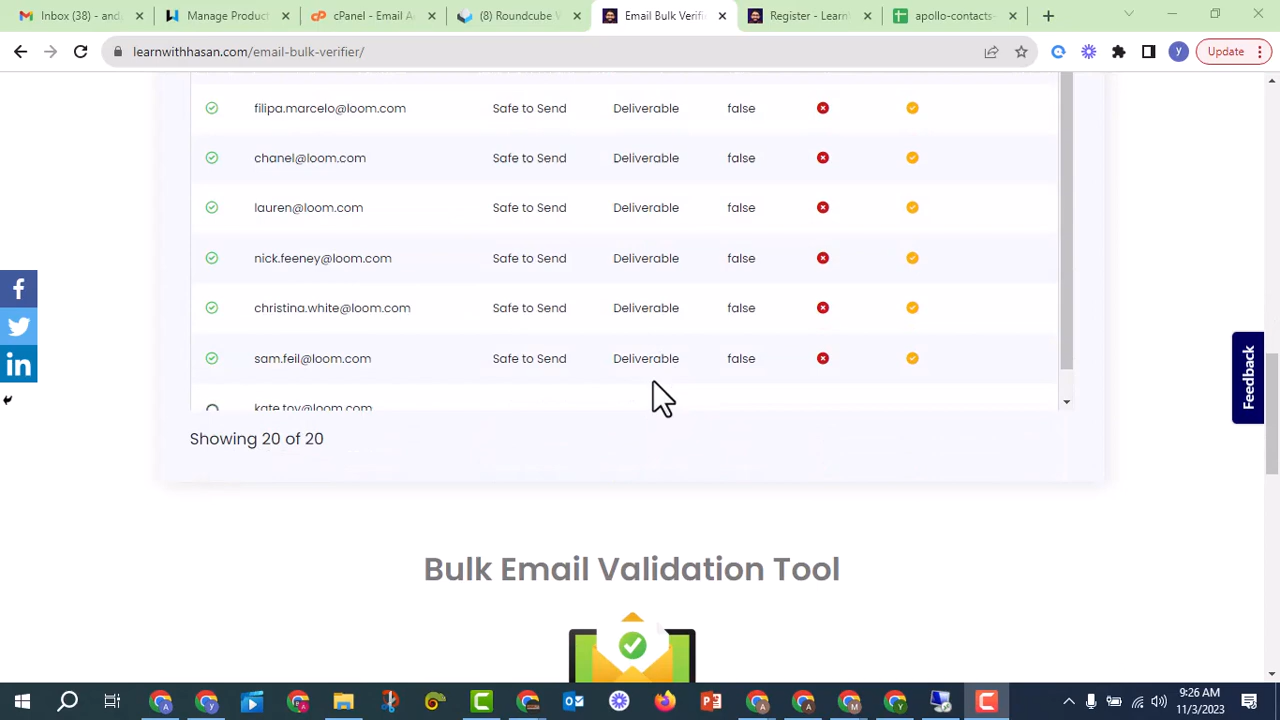 Inbox (38) - and
Manage Product
cPanel - Email A
(8) Roundcube
Email Bulk Verifi
Register - Learn
apollo-contacts-
learnwithhasan.com/email-bulk-verifier/
y
Update
filipa.marcelo@loom.com Safe to Send Deliverable false
chanel@loom.com Safe to Send Deliverable false
lauren@loom.com Safe to Send Deliverable false
nick.feeney@loom.com Safe to Send Deliverable false
christina.white@loom.com Safe to Send Deliverable false
sam.feil@loom.com Safe to Send Deliverable false
kate.toy@loom.com
Showing 20 of 20
Feedback
Bulk Email Validation Tool
9:26 AM
11/3/2023